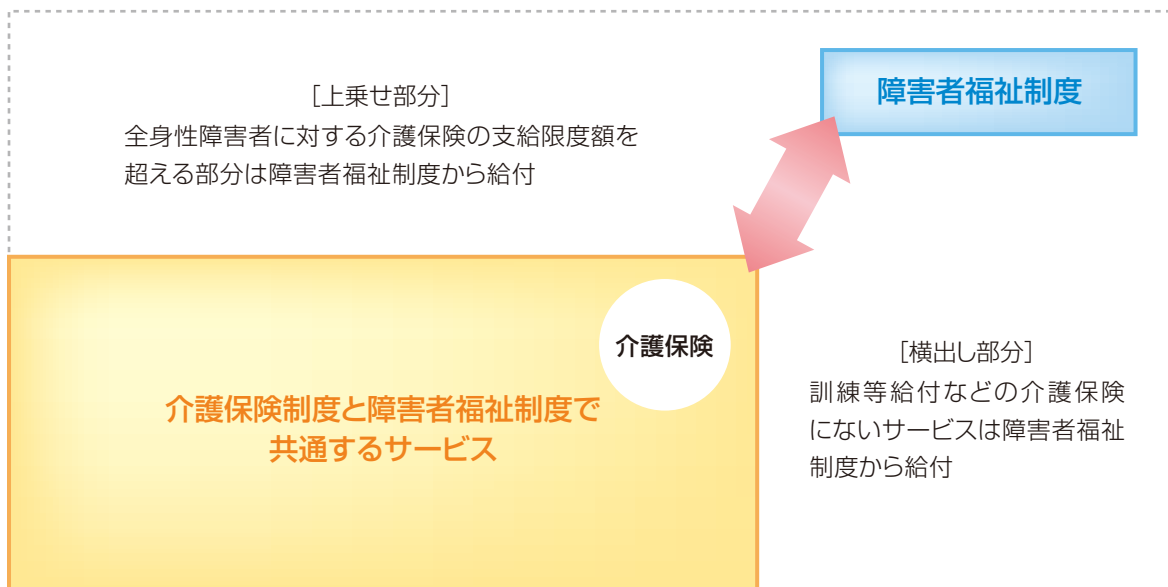 [上乗せ部分]
全身性障害者に対する介護保険の支給限度額を
超える部分は障害者福祉制度から給付
障害者福祉制度
介護保険
介護保険制度と障害者福祉制度で
共通するサービス
[横出し部分]
訓練等給付などの介護保険
にないサービスは障害者福祉
制度から給付